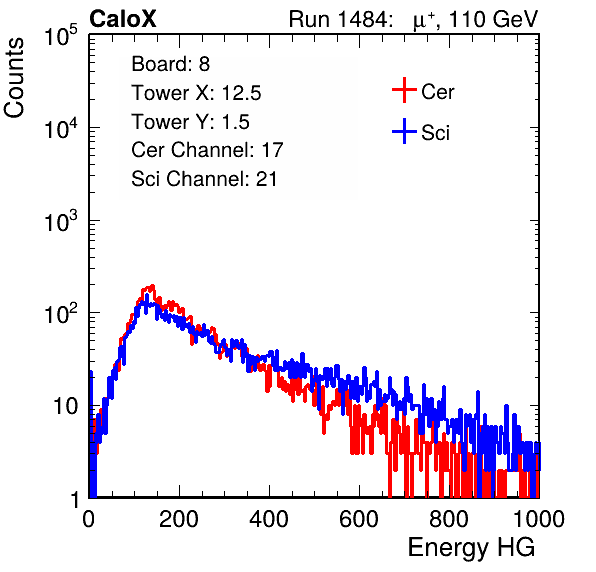 CaloX Run 1484: μ⁺, 110 GeV
Counts
10⁵
10⁴
10³
10²
10
1
Board: 8
Tower X: 12.5
Tower Y: 1.5
Cer Channel: 17
Sci Channel: 21
Cer
Sci
0 200 400 600 800 1000
Energy HG